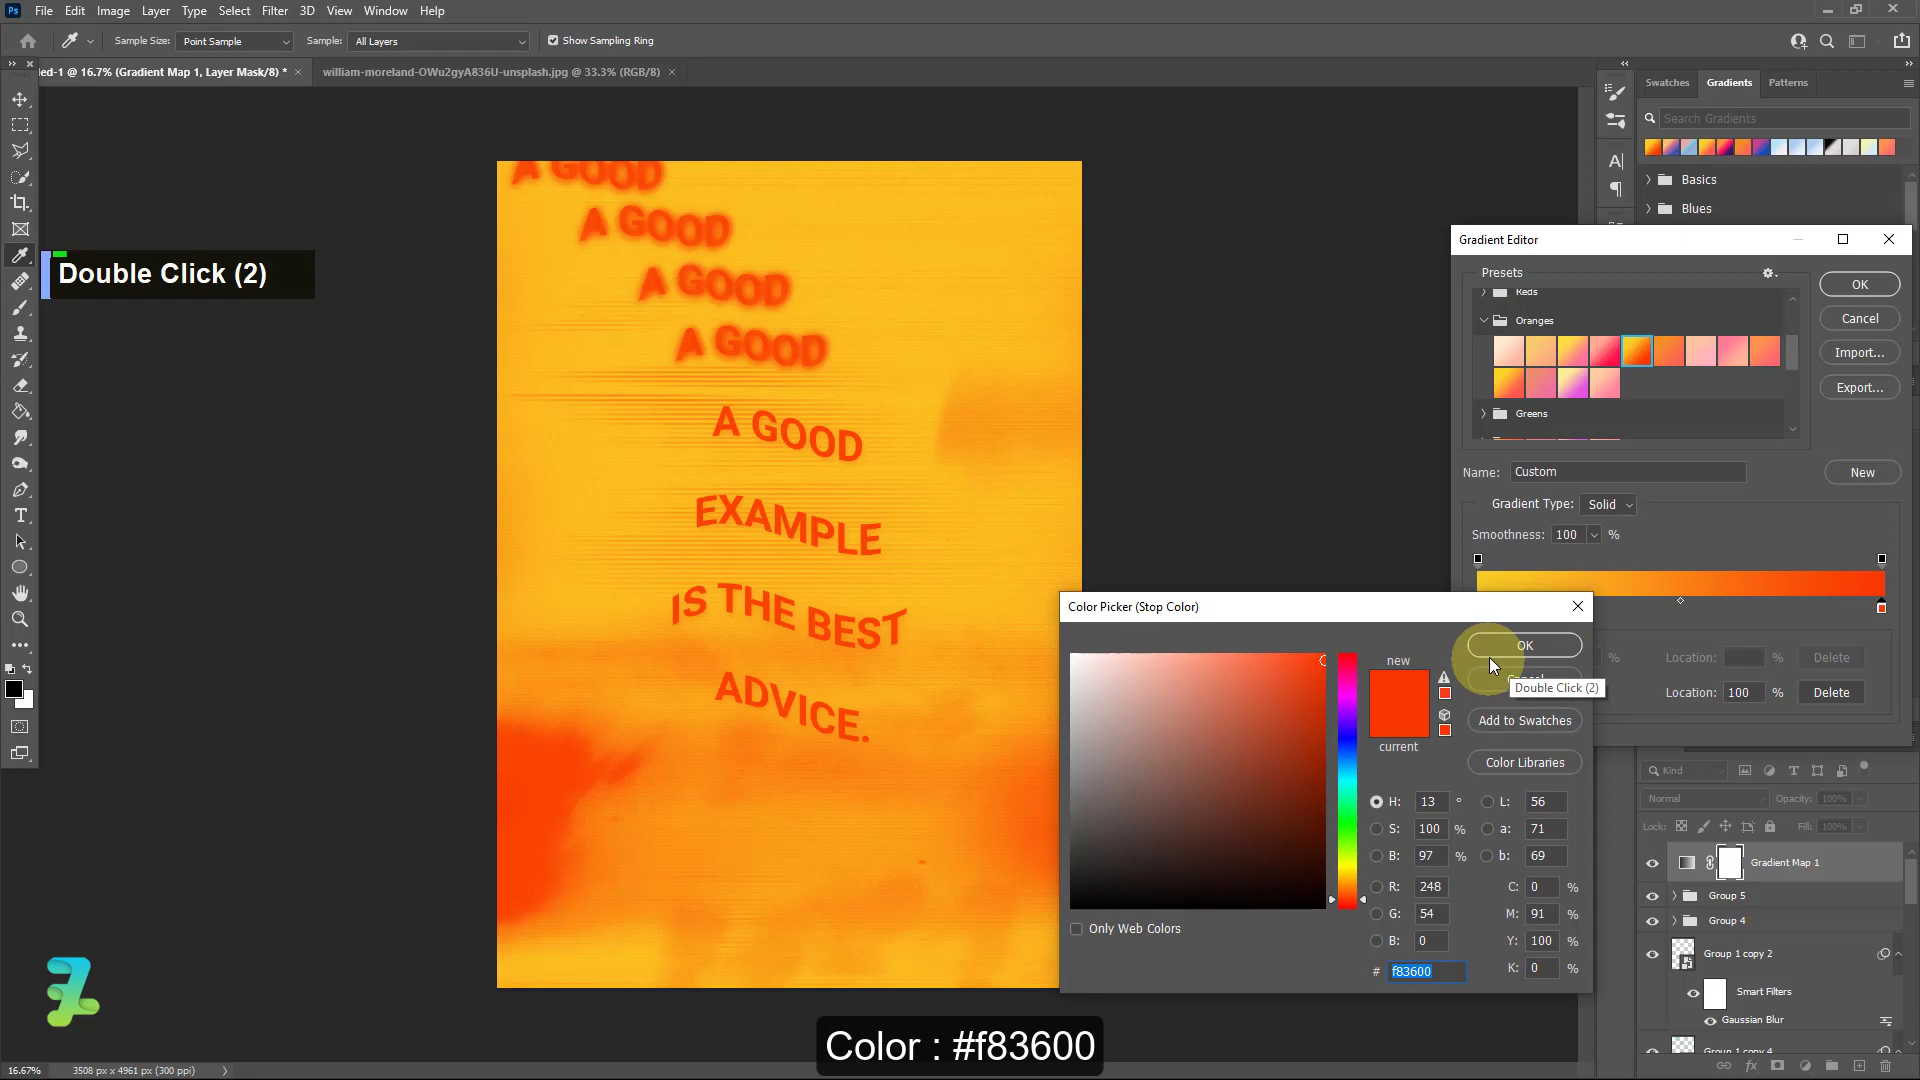 Ps File Edit Image Layer Type Select Filter 3D View Window Help
Sample Size: Point Sample Sample: All Layers Show Sampling Ring
led-1 @ 16.7% (Gradient Map 1, Layer Mask/8) * william-moreland-OWu2gyA836U-unsplash.jpg @ 33.3% (RGB/8)
Double Click (2)
A GOOD
A GOOD
A GOOD
A GOOD
A GOOD
EXAMPLE
IS THE BEST
ADVICE.
Swatches Gradients Patterns
Search Gradients
Basics
Blues
Gradient Editor
Presets
Reds
Oranges
Greens
OK
Cancel
Import...
Export...
Name: Custom New
Gradient Type: Solid
Smoothness: 100 %
% Location: % Delete
Location: 100 % Delete
Color Picker (Stop Color)
new
current
OK
Cancel
Double Click (2)
Add to Swatches
Color Libraries
H: 13 ° L: 56
S: 100 % a: 71
B: 97 % b: 69
R: 248 C: 0 %
G: 54 M: 91 %
B: 0 Y: 100 %
# f83600 K: 0 %
Only Web Colors
Kind
Normal Opacity: 100%
Lock: Fill: 100%
Gradient Map 1
Group 5
Group 4
Group 1 copy 2
Smart Filters
Gaussian Blur
Group 1 copy 4
Color : #f83600
16.67% 3508 px x 4961 px (300 ppi)